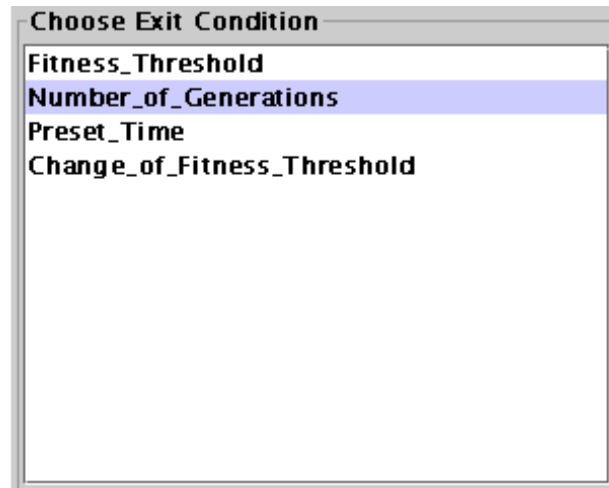 Choose Exit Condition
Fitness_Threshold
Number_of_Generations
Preset_Time
Change_of_Fitness_Threshold